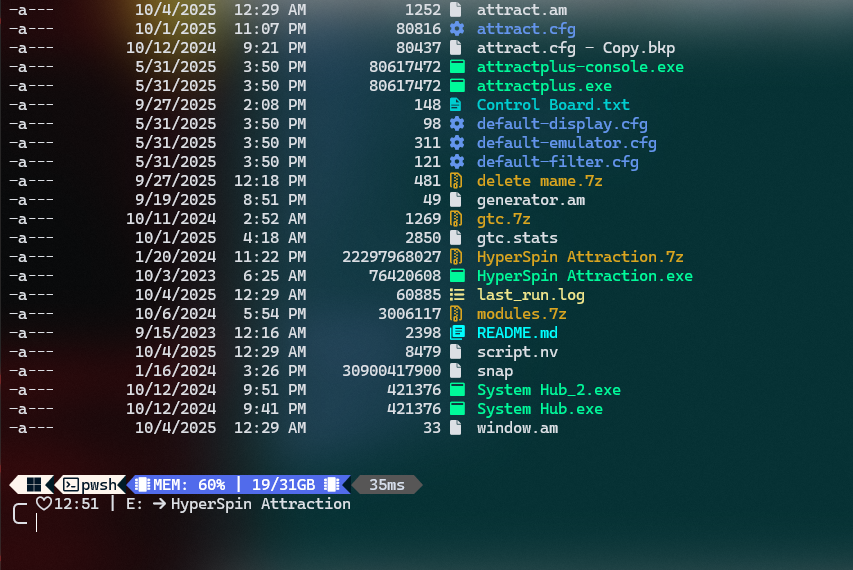 -a---         10/4/2025  12:29 AM           1252 attract.am
-a---         10/1/2025  11:07 PM          80816 attract.cfg
-a---        10/12/2024   9:21 PM          80437 attract.cfg - Copy.bkp
-a---         5/31/2025   3:50 PM       80617472 attractplus-console.exe
-a---         5/31/2025   3:50 PM       80617472 attractplus.exe
-a---         9/27/2025   2:08 PM            148 Control Board.txt
-a---         5/31/2025   3:50 PM             98 default-display.cfg
-a---         5/31/2025   3:50 PM            311 default-emulator.cfg
-a---         5/31/2025   3:50 PM            121 default-filter.cfg
-a---         9/27/2025  12:18 PM            481 delete mame.7z
-a---         9/19/2025   8:51 PM             49 generator.am
-a---        10/11/2024   2:52 AM           1269 gtc.7z
-a---         10/1/2025   4:18 AM           2850 gtc.stats
-a---         1/20/2024  11:22 PM    22297968027 HyperSpin Attraction.7z
-a---         10/3/2023   6:25 AM       76420608 HyperSpin Attraction.exe
-a---         10/4/2025  12:29 AM          60885 last_run.log
-a---         10/6/2024   5:54 PM        3006117 modules.7z
-a---         9/15/2023  12:16 AM           2398 README.md
-a---         10/4/2025  12:29 AM           8479 script.nv
-a---         1/16/2024   3:26 PM    30900417900 snap
-a---        10/12/2024   9:51 PM         421376 System Hub_2.exe
-a---        10/12/2024   9:41 PM         421376 System Hub.exe
-a---         10/4/2025  12:29 AM             33 window.am
pwsh MEM: 60% | 19/31GB 35ms
♡12:51 | E: → HyperSpin Attraction